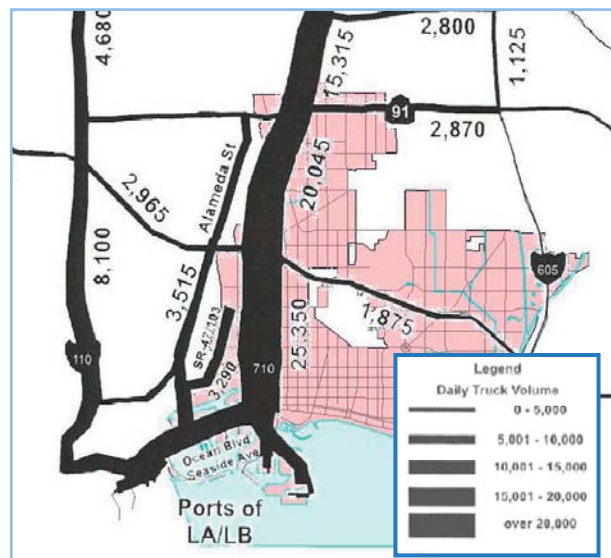 4,680
2,800
1,125
15,315
91
2,870
20,045
Alameda St
2,965
8,100
3,515
605
1,875
25,350
SR-47/103
110
710
3,290
Ocean Blvd
Seaside Ave
Ports of
LA/LB
Legend
Daily Truck Volume
0 - 5,000
5,001 - 10,000
10,001 - 15,000
15,001 - 20,000
over 20,000